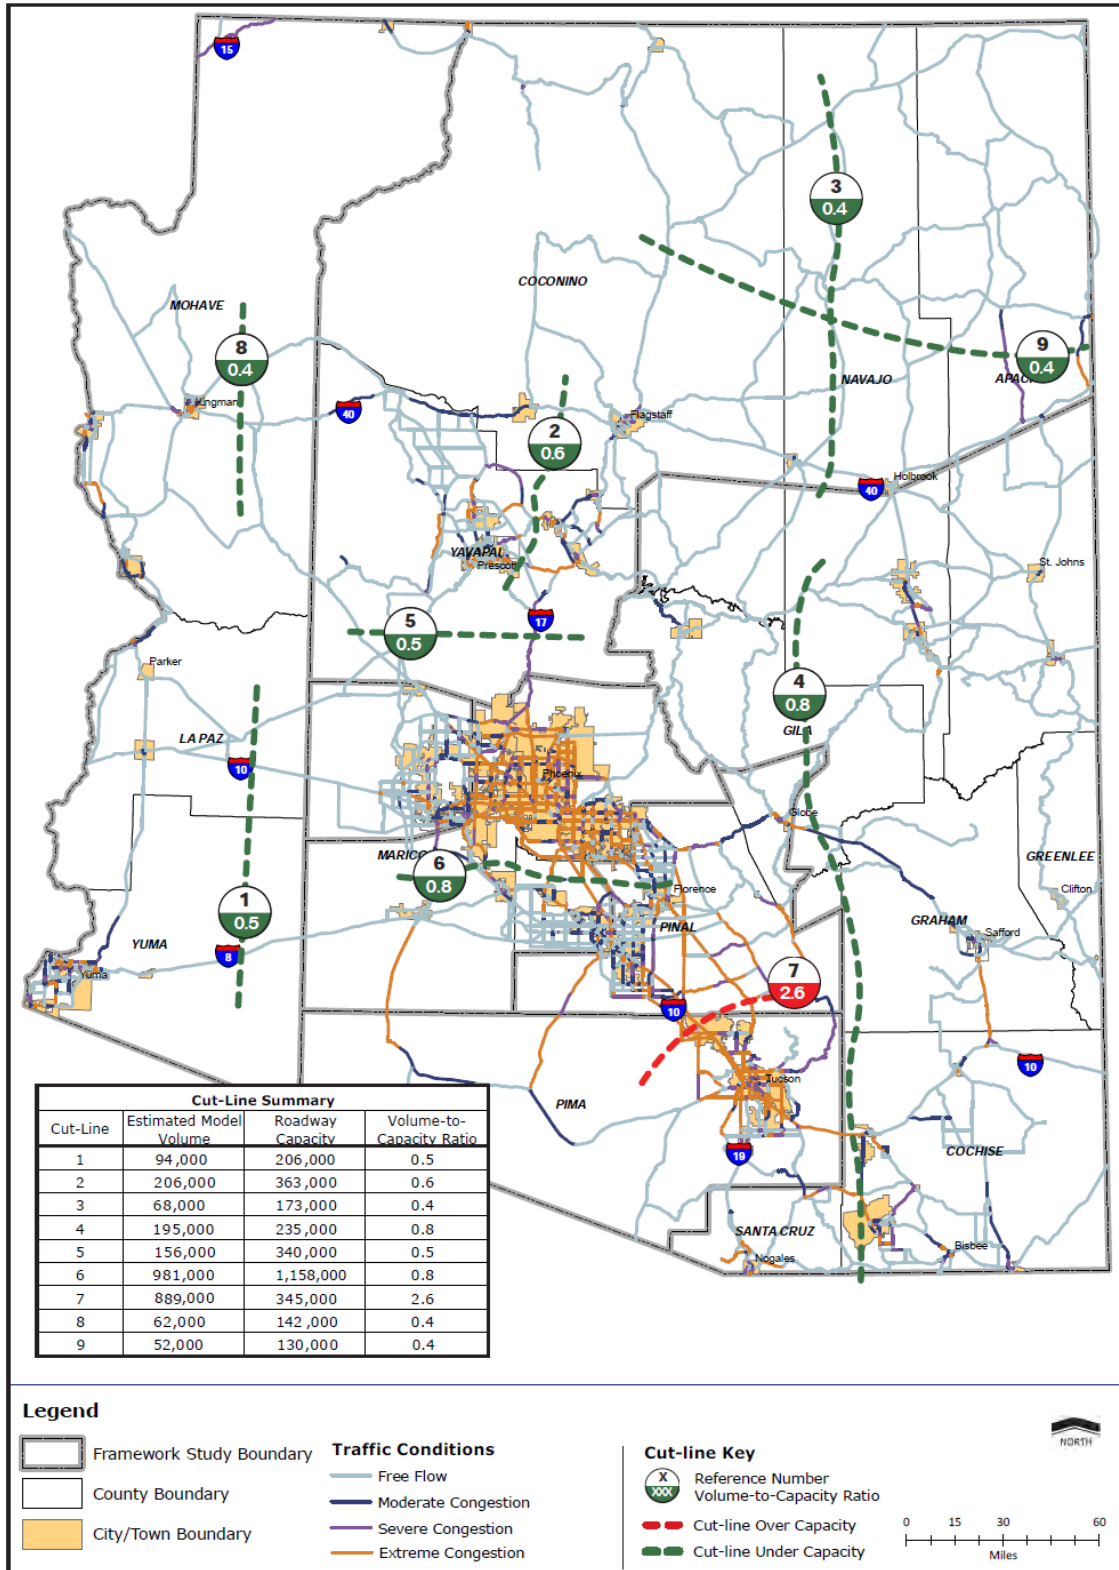 15
3
0.4
COCONINO
MOHAVE
8
0.4
9
0.4
NAVAJO
Kingman
40
Flagstaff
2
0.6
Holbrook
40
YAVAPAI
Prescott
St. Johns
17
5
0.5
Parker
4
0.8
GILA
LA PAZ
10
Phoenix
Globe
MARICO
6
0.8
GREENLEE
Florence
Clifton
1
0.5
PINAL
GRAHAM
Safford
YUMA
8
Yuma
7
2.6
10
10
Tucson
PIMA
19
COCHISE
SANTA CRUZ
Nogales
Bisbee
Cut-Line Summary
Cut-Line Estimated Model Volume Roadway Capacity Volume-to-Capacity Ratio
1 94,000 206,000 0.5
2 206,000 363,000 0.6
3 68,000 173,000 0.4
4 195,000 235,000 0.8
5 156,000 340,000 0.5
6 981,000 1,158,000 0.8
7 889,000 345,000 2.6
8 62,000 142,000 0.4
9 52,000 130,000 0.4
Legend
Framework Study Boundary
County Boundary
City/Town Boundary
Traffic Conditions
Free Flow
Moderate Congestion
Severe Congestion
Extreme Congestion
Cut-line Key
X
XXX
Reference Number
Volume-to-Capacity Ratio
Cut-line Over Capacity
Cut-line Under Capacity
NORTH
0 15 30 60
Miles